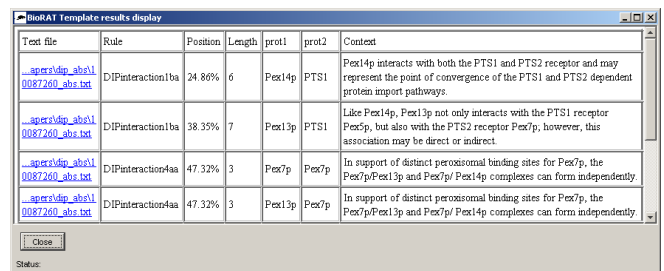 BioRAT Template results display
Text file Rule Position Length prot1 prot2 Context
...apers\dip_abs\1 DIPinteraction1ba 24.86% 6 Pex14p PTS1 Pex14p interacts with both the PTS1 and PTS2 receptor and may
0087260_abs.txt represent the point of convergence of the PTS1 and PTS2 dependent
protein import pathways.
...apers\dip_abs\1 DIPinteraction1ba 38.35% 7 Pex13p PTS1 Like Pex14p, Pex13p not only interacts with the PTS1 receptor
0087260_abs.txt Pex5p, but also with the PTS2 receptor Pex7p; however, this
association may be direct or indirect.
...apers\dip_abs\1 DIPinteraction4aa 47.32% 3 Pex7p Pex7p In support of distinct peroxisomal binding sites for Pex7p, the
0087260_abs.txt Pex7p/Pex13p and Pex7p/ Pex14p complexes can form independently.
...apers\dip_abs\1 DIPinteraction4aa 47.32% 3 Pex13p Pex7p In support of distinct peroxisomal binding sites for Pex7p, the
0087260_abs.txt Pex7p/Pex13p and Pex7p/ Pex14p complexes can form independently.
Close
Status: